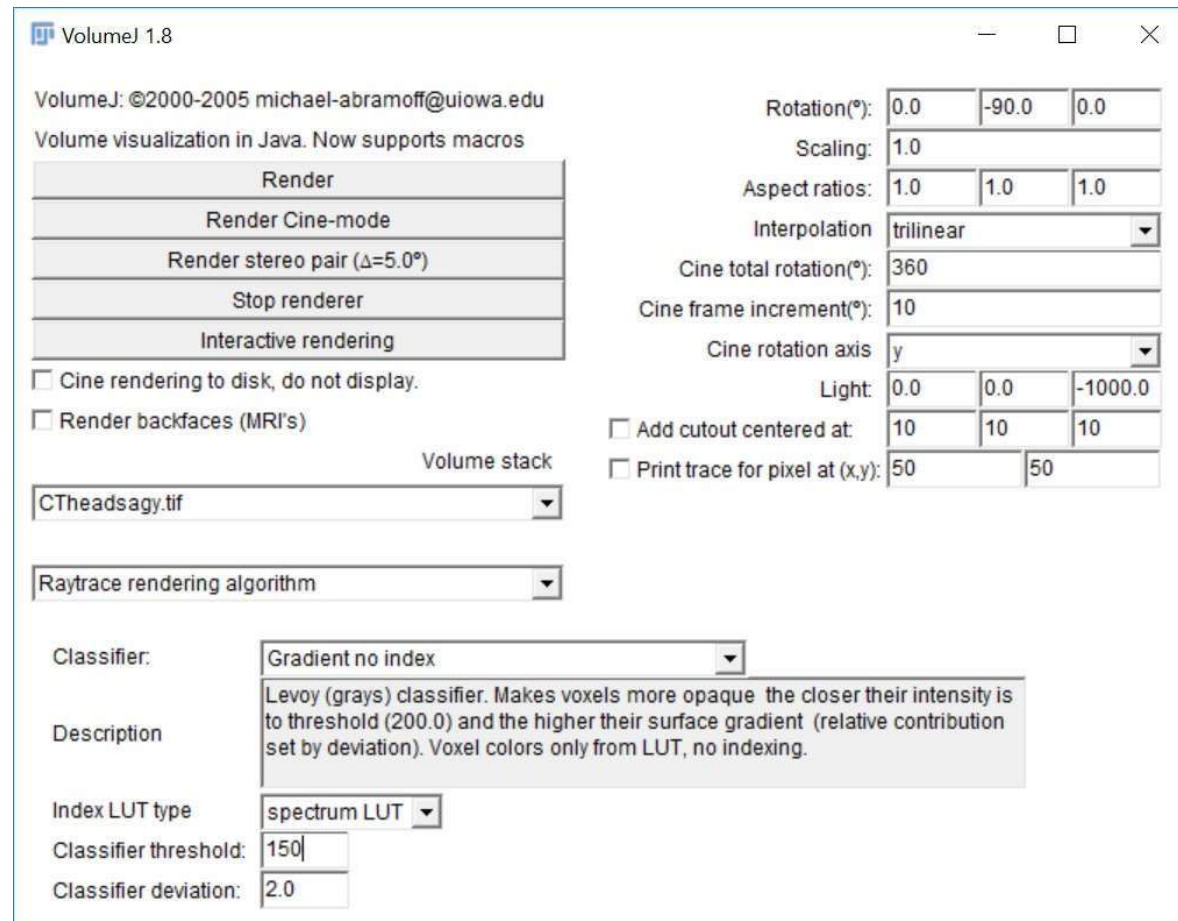 VolumeJ 1.8
VolumeJ: ©2000-2005 michael-abramoff@uiowa.edu
Volume visualization in Java. Now supports macros
Render
Render Cine-mode
Render stereo pair (Δ=5.0°)
Stop renderer
Interactive rendering
Cine rendering to disk, do not display.
Render backfaces (MRI's)
Volume stack
CTheadsagy.tif
Raytrace rendering algorithm
Rotation(°): 0.0 -90.0 0.0
Scaling: 1.0
Aspect ratios: 1.0 1.0 1.0
Interpolation trilinear
Cine total rotation(°): 360
Cine frame increment(°): 10
Cine rotation axis y
Light: 0.0 0.0 -1000.0
Add cutout centered at: 10 10 10
Print trace for pixel at (x,y): 50 50
Classifier: Gradient no index
Description
Levoy (grays) classifier. Makes voxels more opaque the closer their intensity is
to threshold (200.0) and the higher their surface gradient (relative contribution
set by deviation). Voxel colors only from LUT, no indexing.
Index LUT type spectrum LUT
Classifier threshold: 150
Classifier deviation: 2.0